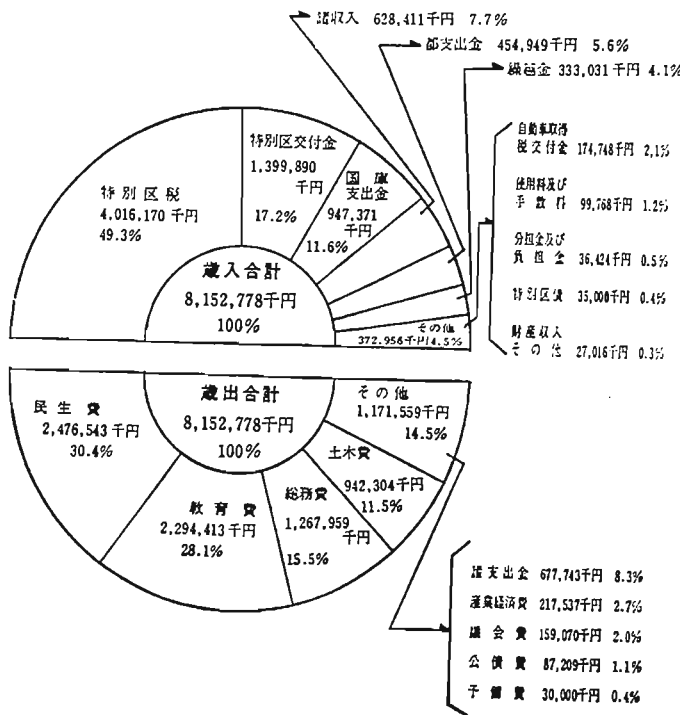 諸収入 628,411千円 7.7%
都支出金 454,949千円 5.6%
繰越金 333,031千円 4.1%
特別区税
4,016,170千円
49.3%
特別区交付金
1,399,890
千円
17.2%
国庫
支出金
947,371
千円
11.6%
歳入合計
8,152,778千円
100%
その他
372,956千円4.5%
自動車取得
税交付金 174,748千円 2.1%
使用料及び
手数料 99,768千円 1.2%
分担金及び
負担金 36,424千円 0.5%
特別区債 35,000千円 0.4%
財産収入
その他 27,016千円 0.3%
歳出合計
8,152,778千円
100%
民生費
2,476,543千円
30.4%
教育費
2,294,413千円
28.1%
総務費
1,267,959
千円
15.5%
土木費
942,304千円
11.5%
その他
1,171,559千円
14.5%
諸支出金 677,743千円 8.3%
産業経済費 217,537千円 2.7%
議会費 159,070千円 2.0%
公債費 87,209千円 1.1%
予備費 30,000千円 0.4%